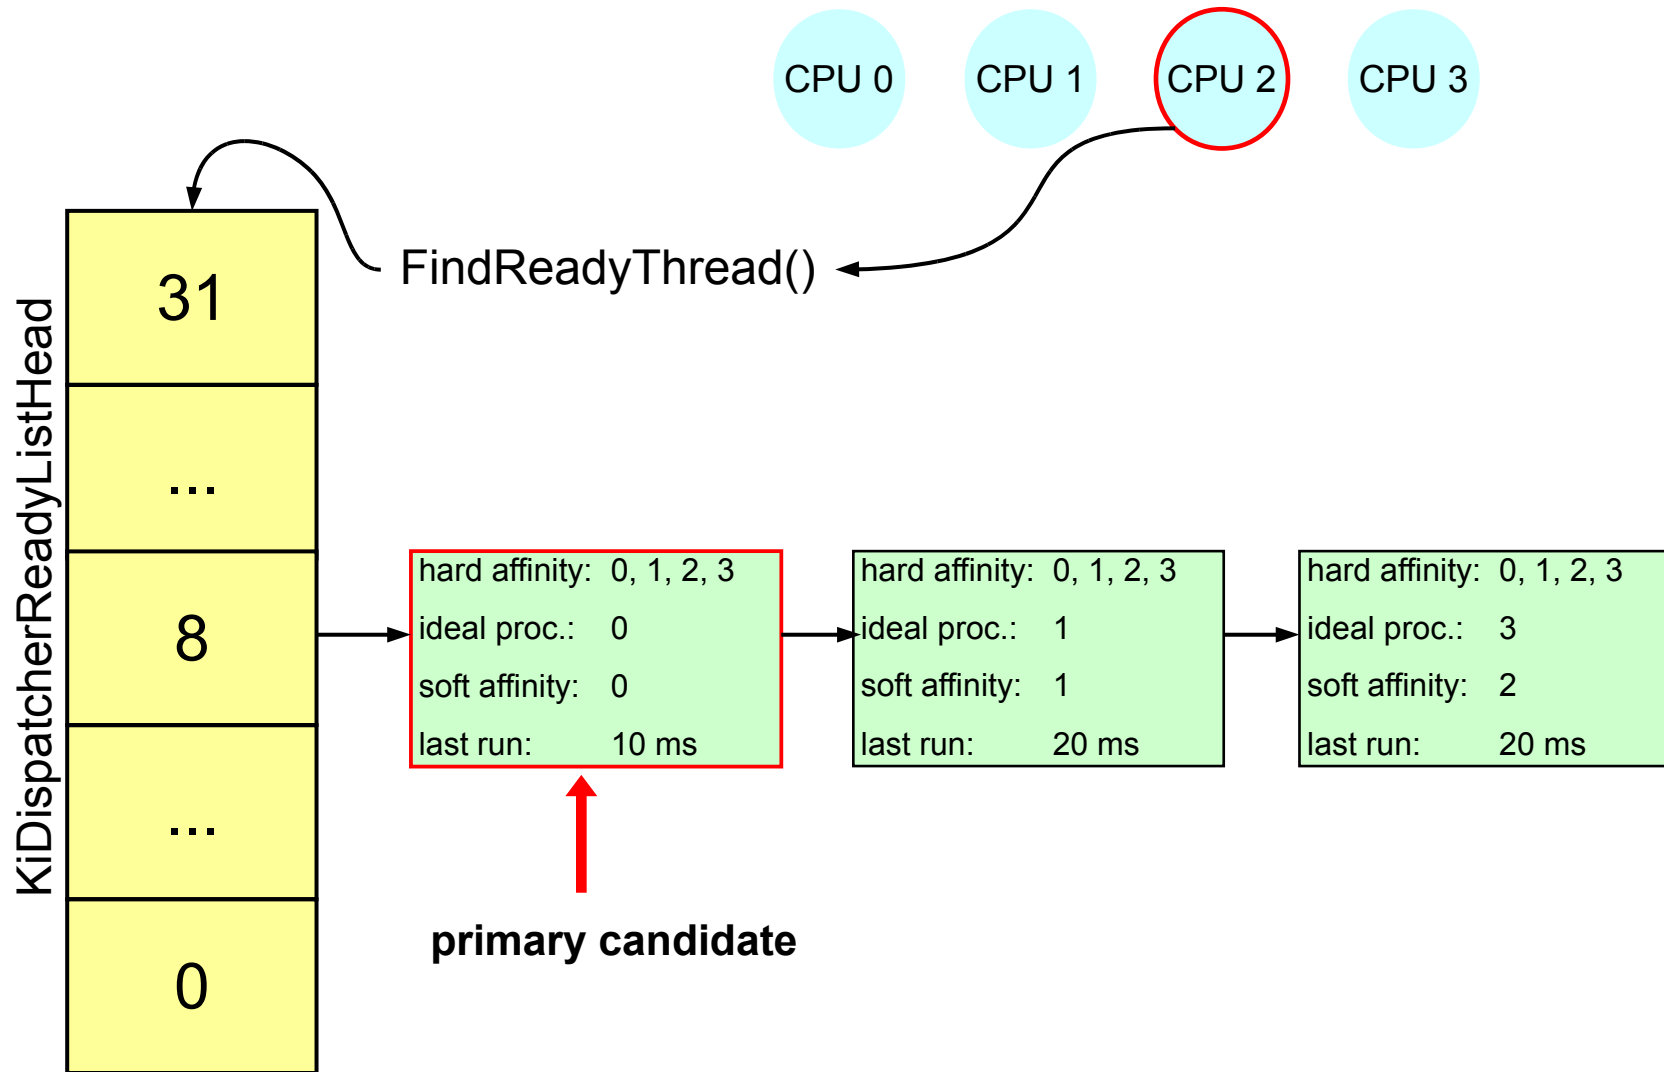 CPU 0
CPU 1
CPU 2
CPU 3
FindReadyThread()
KiDispatcherReadyListHead
31
...
8
...
0
hard affinity: 0, 1, 2, 3
ideal proc.: 0
soft affinity: 0
last run: 10 ms
hard affinity: 0, 1, 2, 3
ideal proc.: 1
soft affinity: 1
last run: 20 ms
hard affinity: 0, 1, 2, 3
ideal proc.: 3
soft affinity: 2
last run: 20 ms
primary candidate